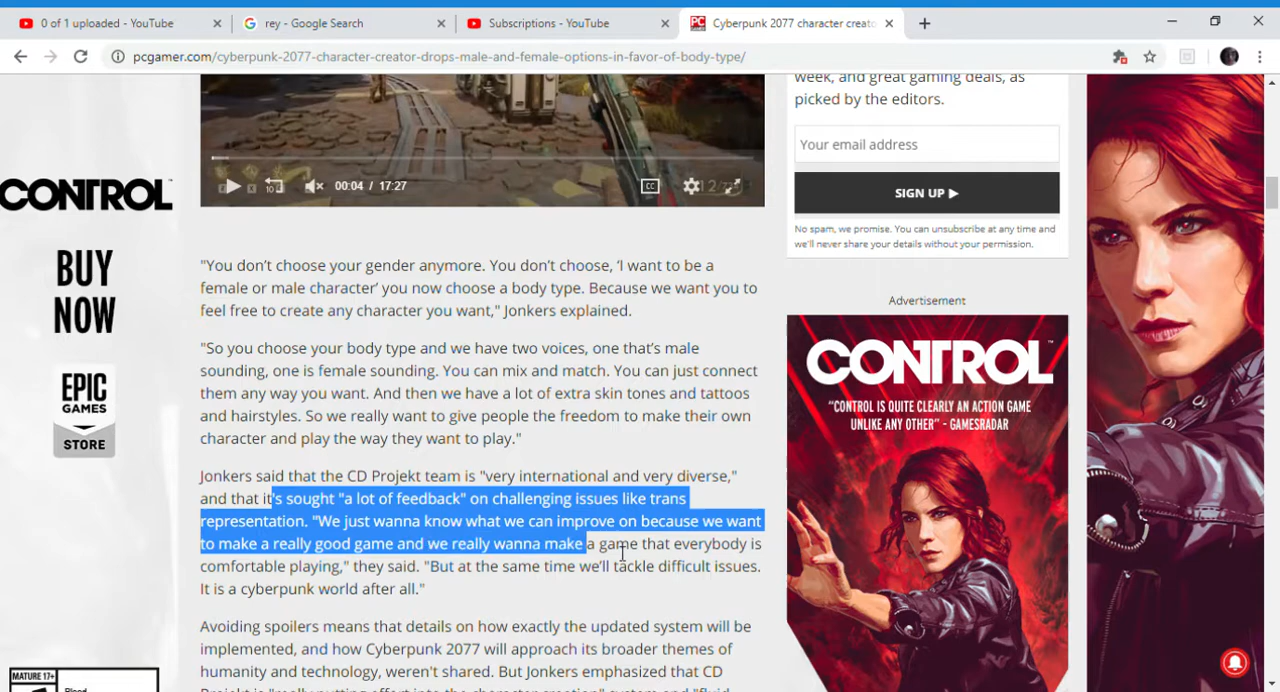 0 of 1 uploaded - YouTube
rey - Google Search
Subscriptions - YouTube
Cyberpunk 2077 character creato
pcgamer.com/cyberpunk-2077-character-creator-drops-male-and-female-options-in-favor-of-body-type/
00:04 / 17:27
CC
CONTROL
BUY
NOW
EPIC
GAMES
STORE
MATURE 17+
"You don't choose your gender anymore. You don't choose, 'I want to be a
female or male character' you now choose a body type. Because we want you to
feel free to create any character you want," Jonkers explained.
"So you choose your body type and we have two voices, one that's male
sounding, one is female sounding. You can mix and match. You can just connect
them any way you want. And then we have a lot of extra skin tones and tattoos
and hairstyles. So we really want to give people the freedom to make their own
character and play the way they want to play."
Jonkers said that the CD Projekt team is "very international and very diverse,"
and that it's sought "a lot of feedback" on challenging issues like trans
representation. "We just wanna know what we can improve on because we want
to make a really good game and we really wanna make a game that everybody is
comfortable playing," they said. "But at the same time we'll tackle difficult issues.
It is a cyberpunk world after all."
Avoiding spoilers means that details on how exactly the updated system will be
implemented, and how Cyberpunk 2077 will approach its broader themes of
humanity and technology, weren't shared. But Jonkers emphasized that CD
Projekt is "really putting effort into the character creation" system and "fluid
week, and great gaming deals, as
picked by the editors.
Your email address
SIGN UP ▶
No spam, we promise. You can unsubscribe at any time and
we'll never share your details without your permission.
Advertisement
CONTROL™
"CONTROL IS QUITE CLEARLY AN ACTION GAME
UNLIKE ANY OTHER" - GAMESRADAR